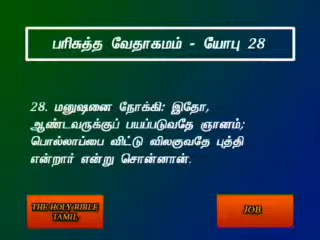 பரிசுத்த வேதாகமம் - யோபு 28
28. மனுஷனை நோக்கி: இதோ,
ஆண்டவருக்குப் பயப்படுவதே ஞானம்;
பொல்லாப்பை விட்டு விலகுவதே புத்தி
என்றார் என்று சொன்னான்.
THE HOLY BIBLE
TAMIL
JOB